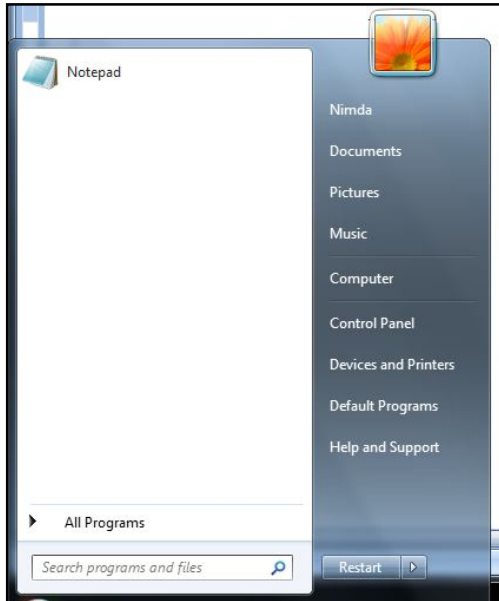 Notepad
Nimda
Documents
Pictures
Music
Computer
Control Panel
Devices and Printers
Default Programs
Help and Support
All Programs
Search programs and files
Restart